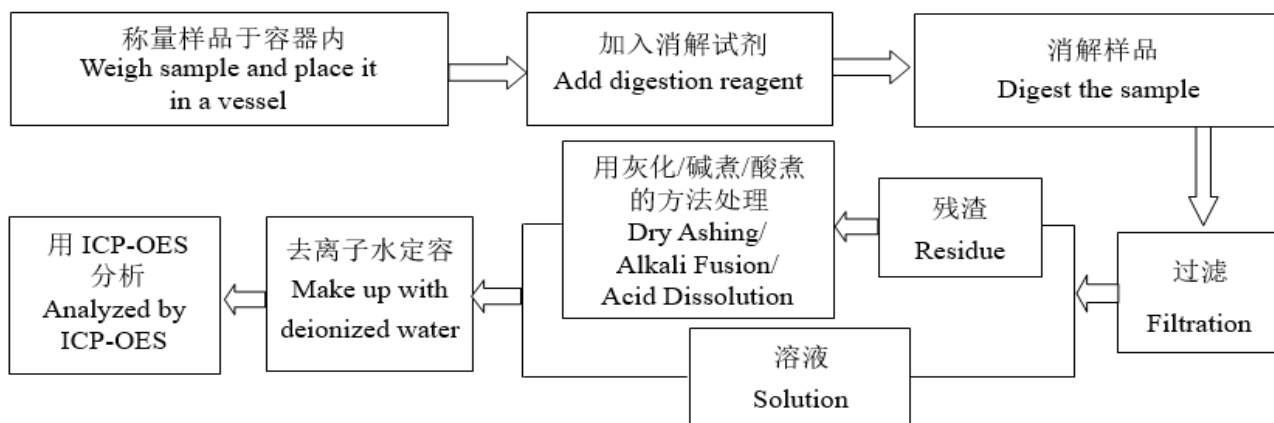 称量样品于容器内
Weigh sample and place it
in a vessel
加入消解试剂
Add digestion reagent
消解样品
Digest the sample
过滤
Filtration
残渣
Residue
用灰化/碱煮/酸煮
的方法处理
Dry Ashing/
Alkali Fusion/
Acid Dissolution
溶液
Solution
去离子水定容
Make up with
deionized water
用 ICP-OES
分析
Analyzed by
ICP-OES